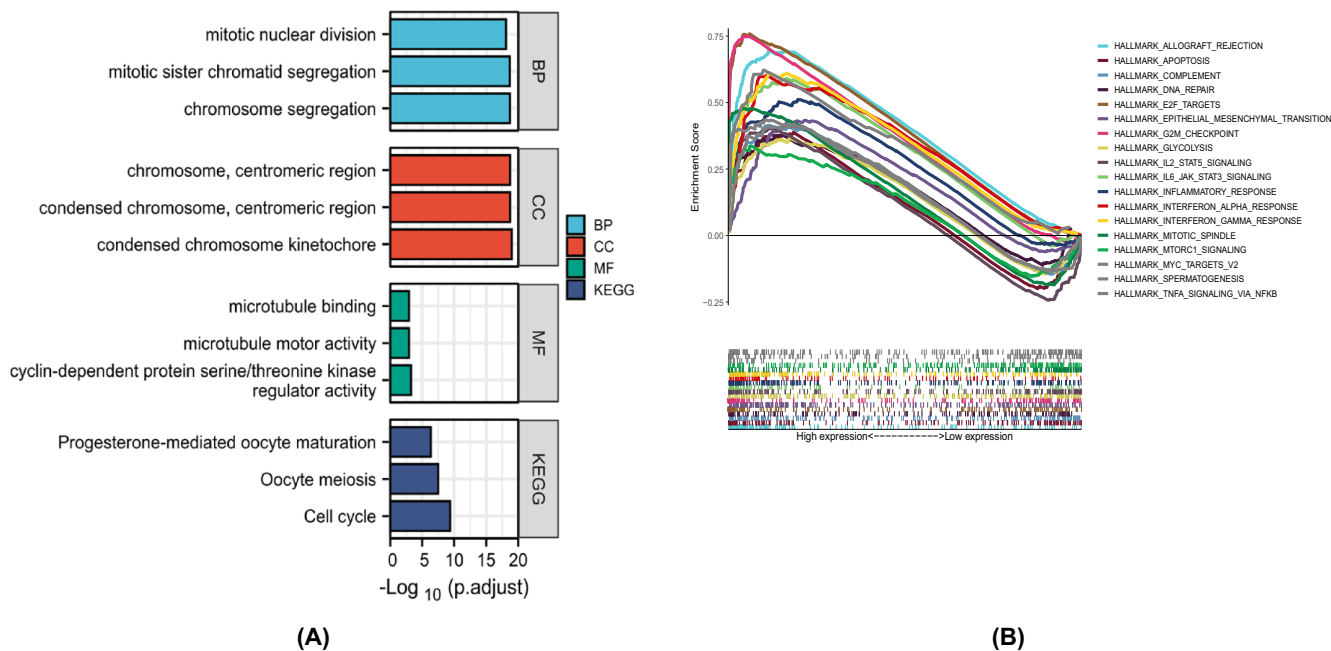 mitotic nuclear division
mitotic sister chromatid segregation
chromosome segregation
BP
chromosome, centromeric region
condensed chromosome, centromeric region
condensed chromosome kinetochore
CC
microtubule binding
microtubule motor activity
cyclin-dependent protein serine/threonine kinase
regulator activity
MF
Progesterone-mediated oocyte maturation
Oocyte meiosis
Cell cycle
KEGG
0 5 10 15 20
-Log 10 (p.adjust)
BP
CC
MF
KEGG
(A)
0.75
0.50
0.25
0.00
−0.25
Enrichment Score
HALLMARK_ALLOGRAFT_REJECTION
HALLMARK_APOPTOSIS
HALLMARK_COMPLEMENT
HALLMARK_DNA_REPAIR
HALLMARK_E2F_TARGETS
HALLMARK_EPITHELIAL_MESENCHYMAL_TRANSITION
HALLMARK_G2M_CHECKPOINT
HALLMARK_GLYCOLYSIS
HALLMARK_IL2_STAT5_SIGNALING
HALLMARK_IL6_JAK_STAT3_SIGNALING
HALLMARK_INFLAMMATORY_RESPONSE
HALLMARK_INTERFERON_ALPHA_RESPONSE
HALLMARK_INTERFERON_GAMMA_RESPONSE
HALLMARK_MITOTIC_SPINDLE
HALLMARK_MTORC1_SIGNALING
HALLMARK_MYC_TARGETS_V2
HALLMARK_SPERMATOGENESIS
HALLMARK_TNFA_SIGNALING_VIA_NFKB
High expression<----------->Low expression
(B)